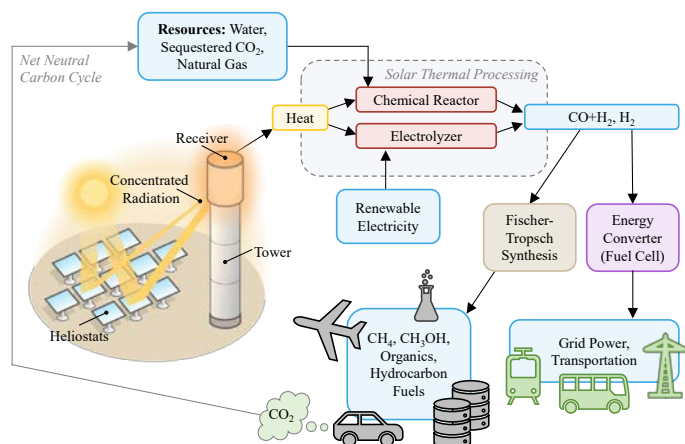 Net Neutral
Carbon Cycle
Resources: Water,
Sequestered CO₂,
Natural Gas
Solar Thermal Processing
Chemical Reactor
Heat
Electrolyzer
CO+H₂, H₂
Receiver
Concentrated
Radiation
Tower
Heliostats
Renewable
Electricity
Fischer-
Tropsch
Synthesis
Energy
Converter
(Fuel Cell)
CH₄, CH₃OH,
Organics,
Hydrocarbon
Fuels
Grid Power,
Transportation
CO₂